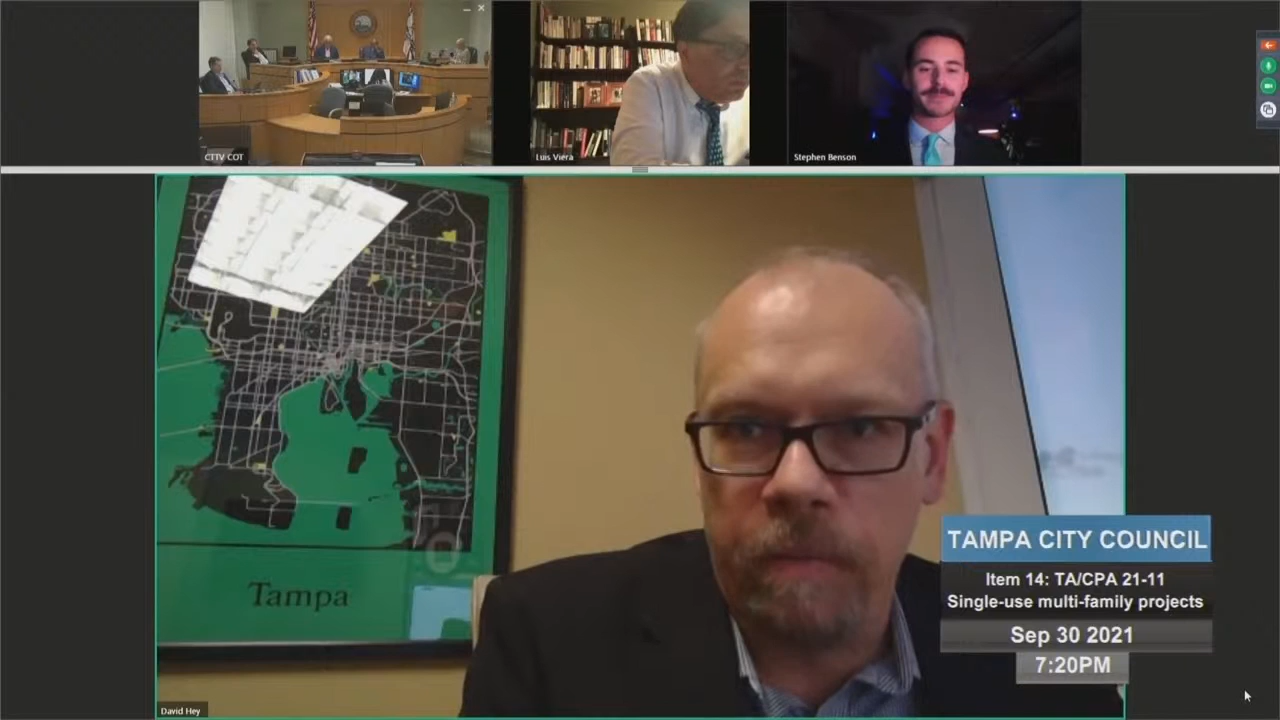 CTTV COT
Luis Viera
Stephen Benson
Tampa
TAMPA CITY COUNCIL
Item 14: TA/CPA 21-11
Single-use multi-family projects
Sep 30 2021
7:20PM
David Hey